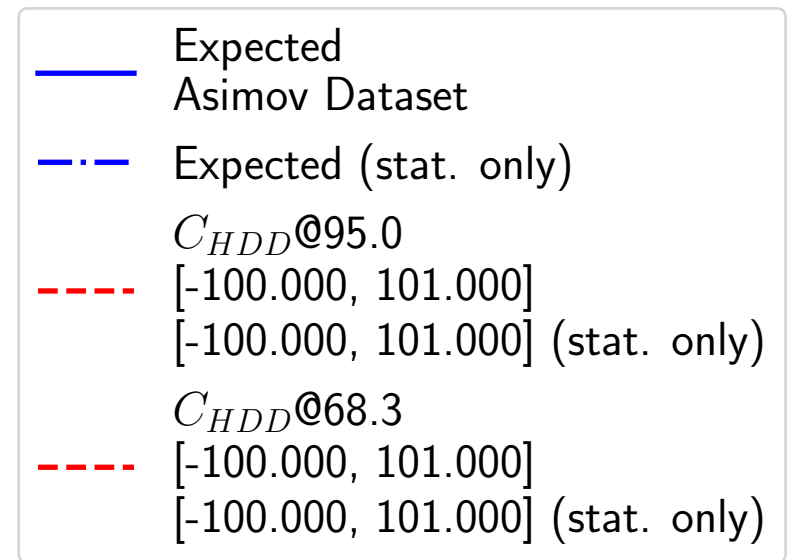 Expected
Asimov Dataset
Expected (stat. only)
C_{HDD}@95.0
[-100.000, 101.000]
[-100.000, 101.000] (stat. only)
C_{HDD}@68.3
[-100.000, 101.000]
[-100.000, 101.000] (stat. only)